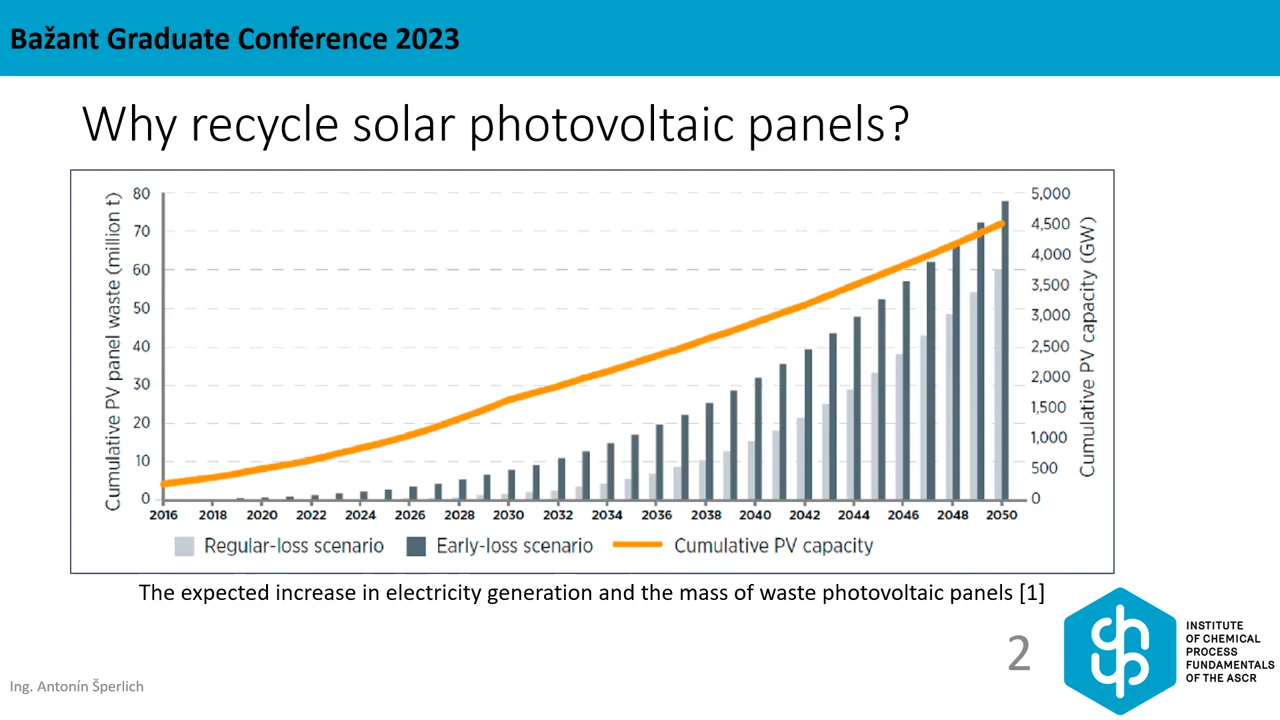 Bažant Graduate Conference 2023
Why recycle solar photovoltaic panels?
Cumulative PV panel waste (million t)
80
70
60
50
40
30
20
10
0
5,000
4,500
4,000
3,500
3,000
2,500
2,000
1,500
1,000
500
0
Cumulative PV capacity (GW)
2016 2018 2020 2022 2024 2026 2028 2030 2032 2034 2036 2038 2040 2042 2044 2046 2048 2050
Regular-loss scenario Early-loss scenario Cumulative PV capacity
The expected increase in electricity generation and the mass of waste photovoltaic panels [1]
2
chup
INSTITUTE
OF CHEMICAL
PROCESS
FUNDAMENTALS
OF THE ASCR
Ing. Antonín Šperlich